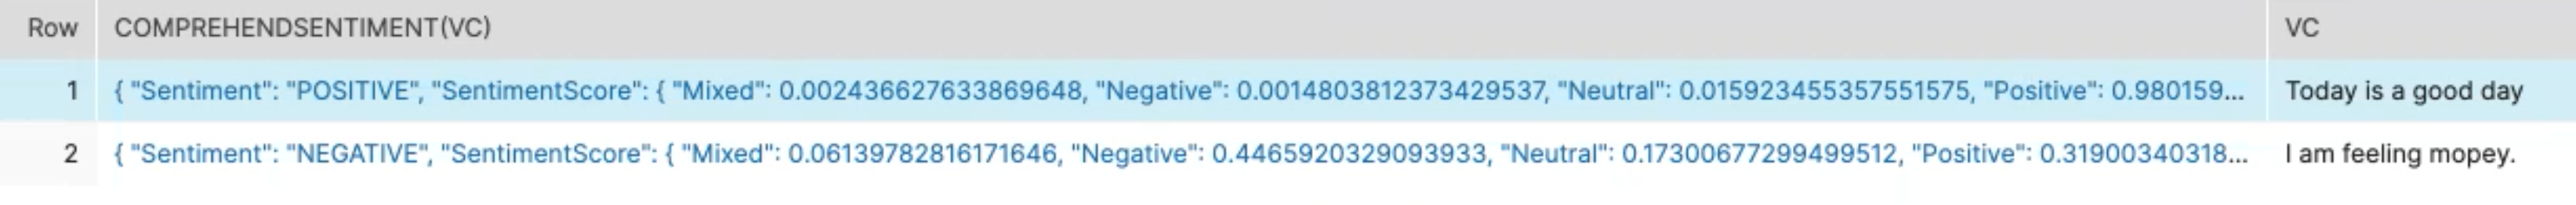 Row COMPREHENDSENTIMENT(VC) VC
1 { "Sentiment": "POSITIVE", "SentimentScore": { "Mixed": 0.002436627633869648, "Negative": 0.0014803812373429537, "Neutral": 0.015923455357551575, "Positive": 0.980159... Today is a good day
2 { "Sentiment": "NEGATIVE", "SentimentScore": { "Mixed": 0.06139782816171646, "Negative": 0.4465920329093933, "Neutral": 0.17300677299499512, "Positive": 0.31900340318... I am feeling mopey.